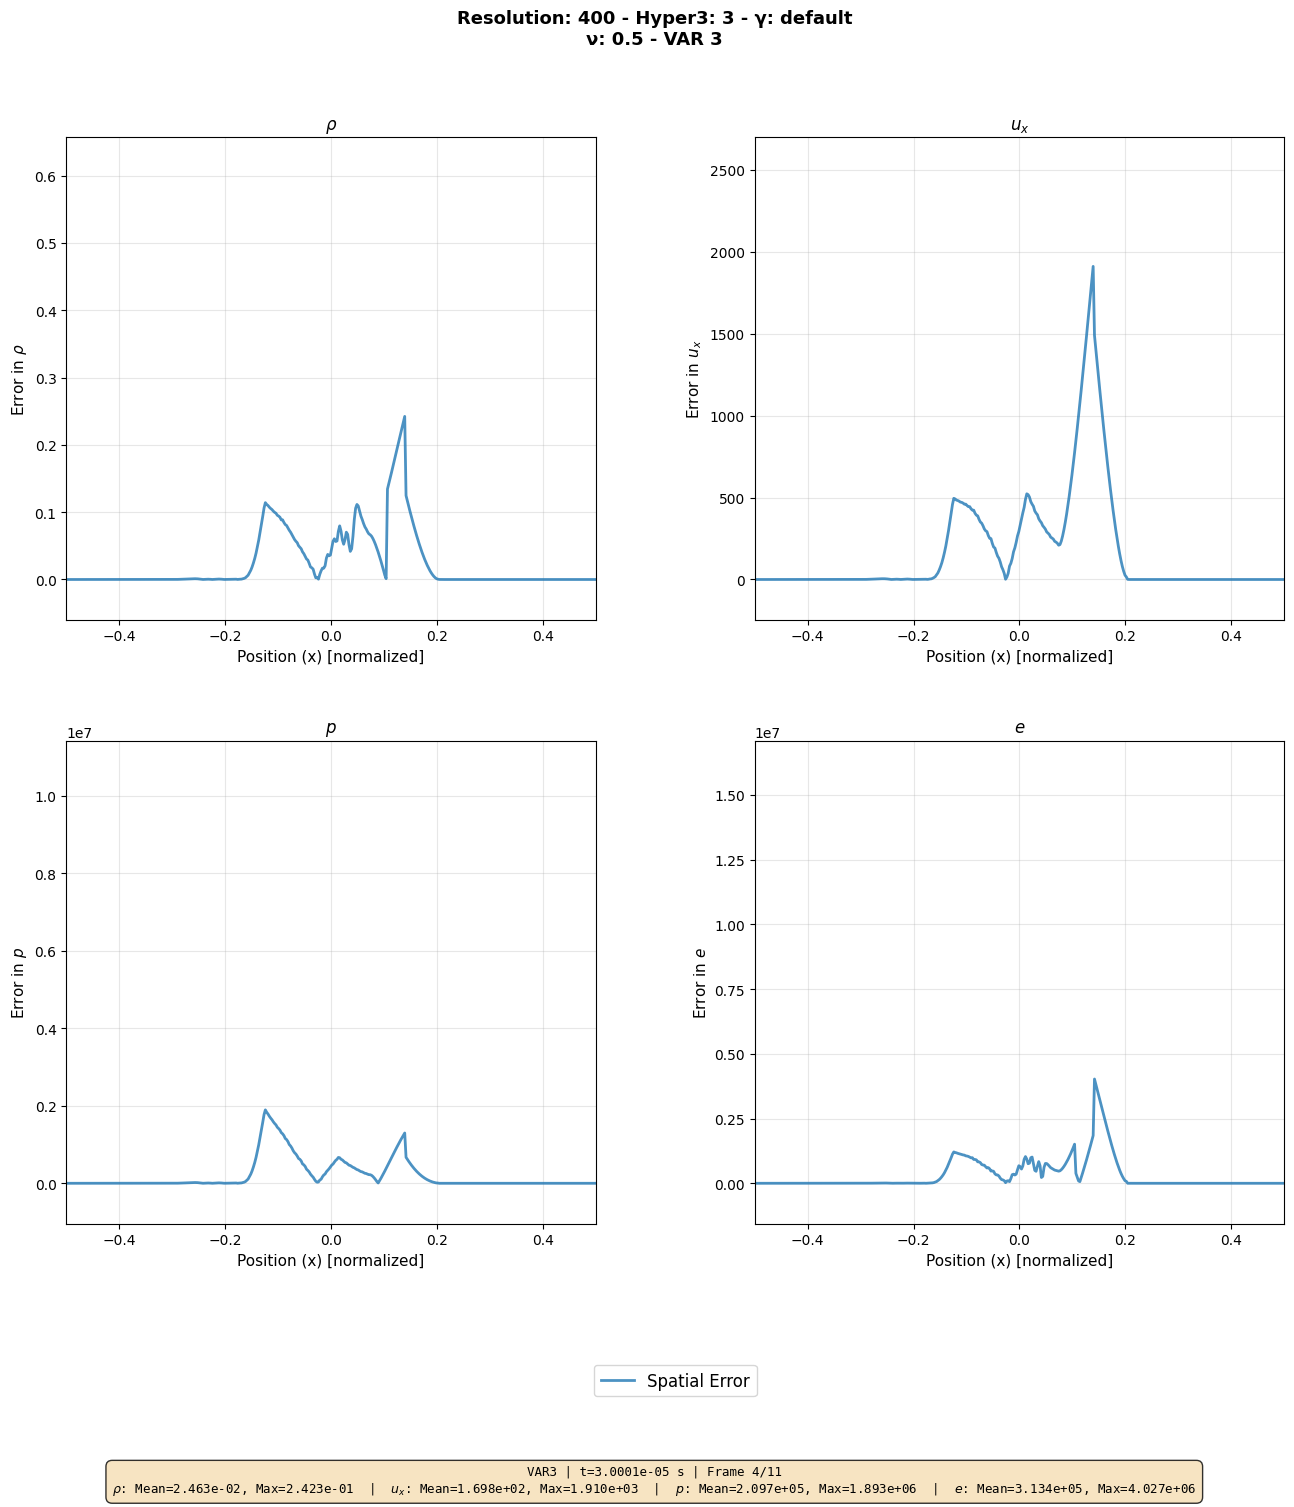 Resolution: 400 - Hyper3: 3 - γ: default
ν: 0.5 - VAR 3
ρ
0.6
0.5
0.4
0.3
0.2
0.1
0.0
Error in ρ
−0.4 −0.2 0.0 0.2 0.4
Position (x) [normalized]
u_x
2500
2000
1500
1000
500
0
Error in u_x
−0.4 −0.2 0.0 0.2 0.4
Position (x) [normalized]
p
1e7
1.0
0.8
0.6
0.4
0.2
0.0
Error in p
−0.4 −0.2 0.0 0.2 0.4
Position (x) [normalized]
e
1e7
1.50
1.25
1.00
0.75
0.50
0.25
0.00
Error in e
−0.4 −0.2 0.0 0.2 0.4
Position (x) [normalized]
Spatial Error
VAR3 | t=3.0001e-05 s | Frame 4/11
ρ: Mean=2.463e-02, Max=2.423e-01 | u_x: Mean=1.698e+02, Max=1.910e+03 | p: Mean=2.097e+05, Max=1.893e+06 | e: Mean=3.134e+05, Max=4.027e+06